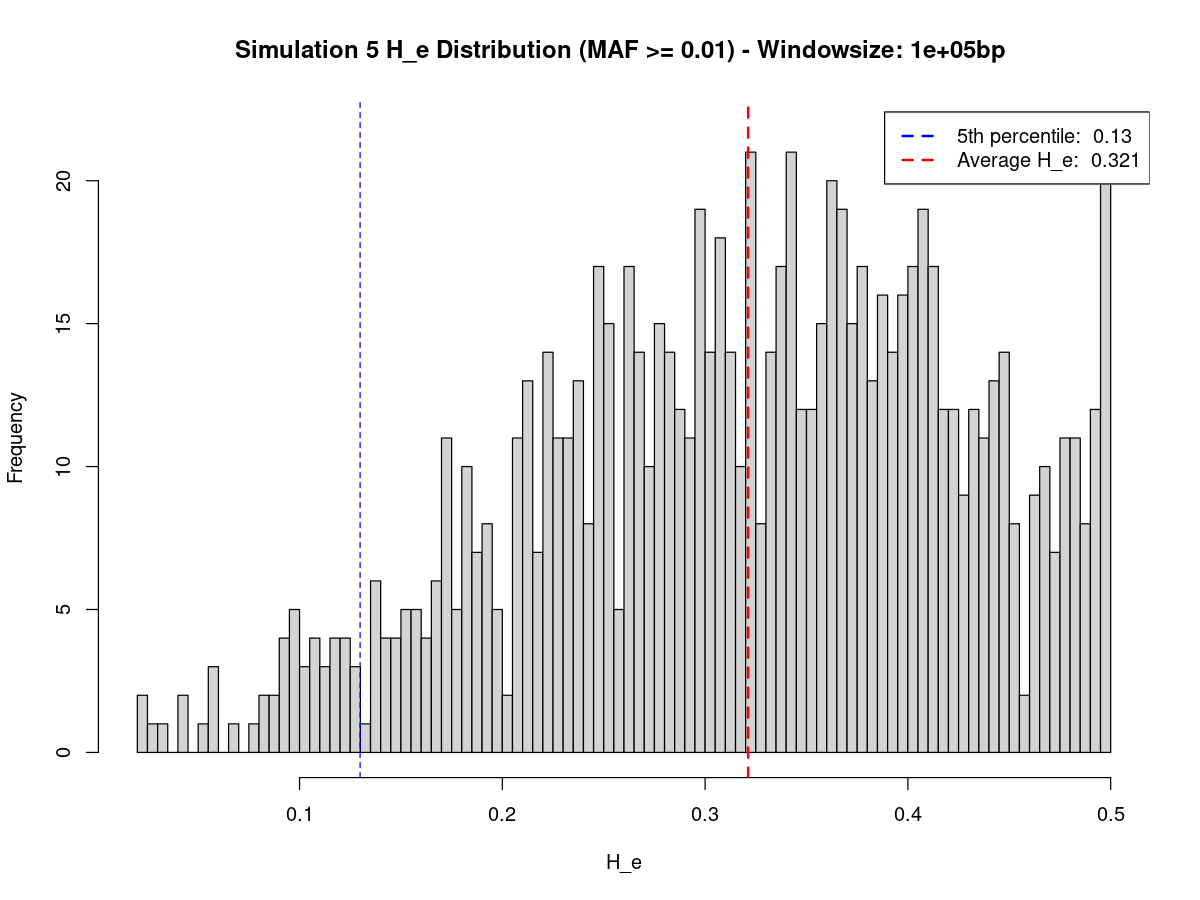 Simulation 5 H_e Distribution (MAF >= 0.01) - Windowsize: 1e+05bp
5th percentile:  0.13
Average H_e:  0.321
Frequency
20
15
10
5
0
0.1 0.2 0.3 0.4 0.5
H_e